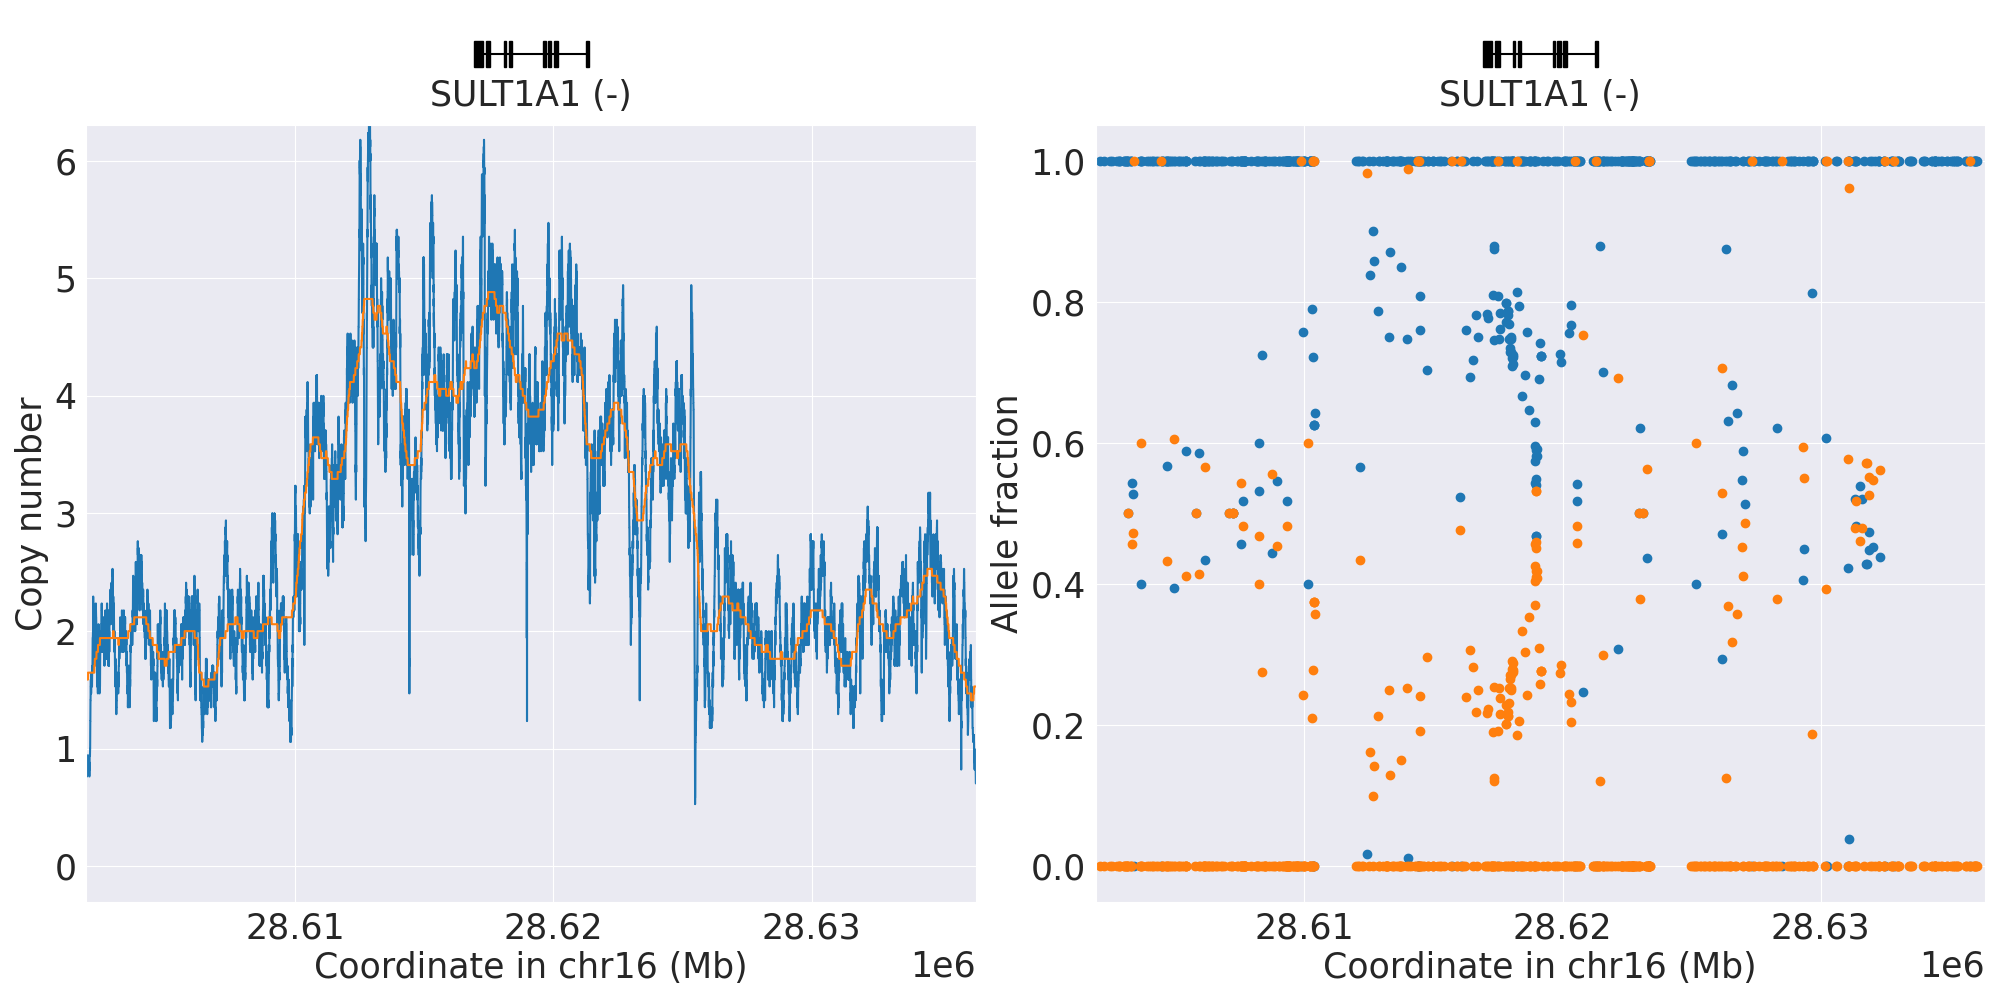 SULT1A1 (-)
Copy number
6
5
4
3
2
1
0
28.61
28.62
28.63
Coordinate in chr16 (Mb)
1e6
SULT1A1 (-)
Allele fraction
1.0
0.8
0.6
0.4
0.2
0.0
28.61
28.62
28.63
Coordinate in chr16 (Mb)
1e6